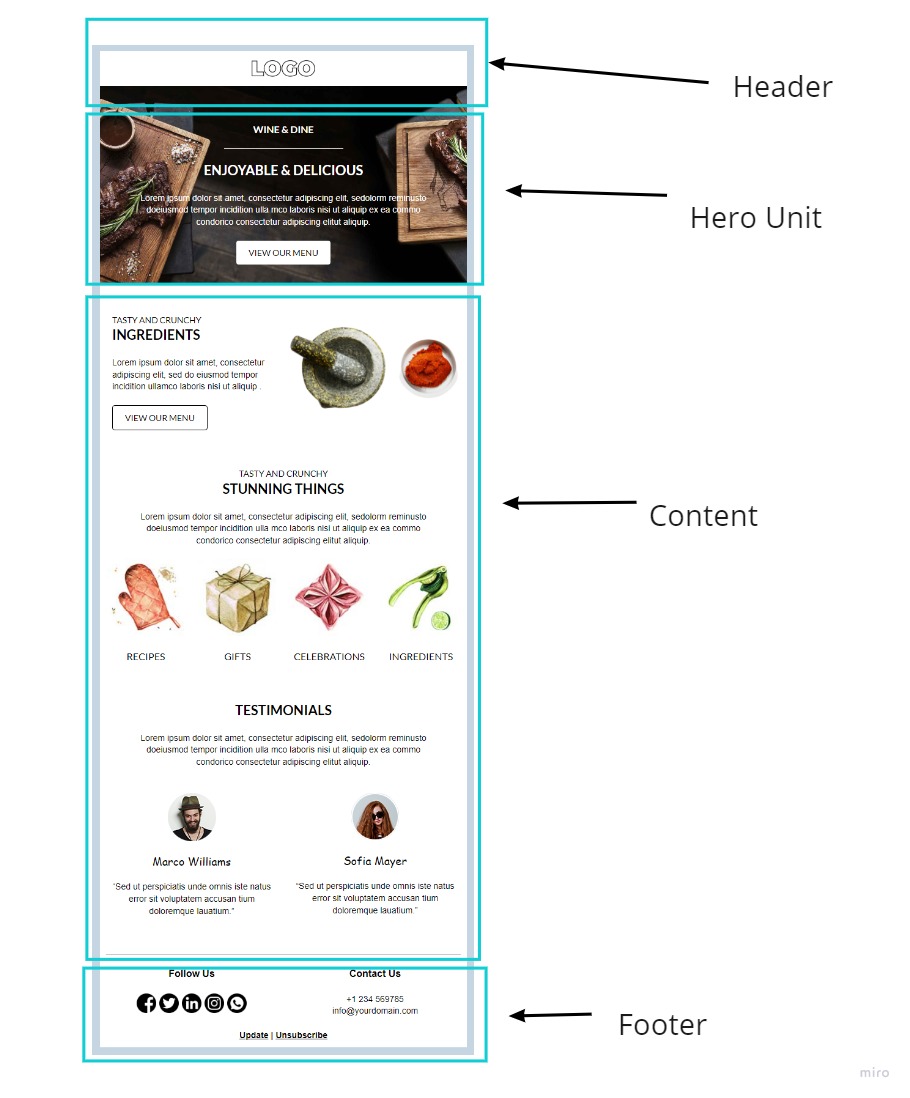 LOGO
Header
WINE & DINE
ENJOYABLE & DELICIOUS
Lorem ipsum dolor sit amet, consectetur adipiscing elit, sedolorm reminusto
doeiusmod tempor incidition ulla mco laboris nisi ut aliquip ex ea commo
condorico consectetur adipiscing elitut aliquip.
VIEW OUR MENU
Hero Unit
TASTY AND CRUNCHY
INGREDIENTS
Lorem ipsum dolor sit amet, consectetur
adipiscing elit, sed do eiusmod tempor
incidition ullamco laboris nisi ut aliquip .
VIEW OUR MENU
TASTY AND CRUNCHY
STUNNING THINGS
Lorem ipsum dolor sit amet, consectetur adipiscing elit, sedolorm reminusto
doeiusmod tempor incidition ulla mco laboris nisi ut aliquip ex ea commo
condorico consectetur adipiscing elitut aliquip.
Content
RECIPES
GIFTS
CELEBRATIONS
INGREDIENTS
TESTIMONIALS
Lorem ipsum dolor sit amet, consectetur adipiscing elit, sedolorm reminusto
doeiusmod tempor incidition ulla mco laboris nisi ut aliquip ex ea commo
condorico consectetur adipiscing elitut aliquip.
Marco Williams
"Sed ut perspiciatis unde omnis iste natus
error sit voluptatem accusan tium
doloremque lauatium."
Sofia Mayer
"Sed ut perspiciatis unde omnis iste natus
error sit voluptatem accusan tium
doloremque lauatium."
Follow Us
Contact Us
+1 234 569785
info@yourdomain.com
Update | Unsubscribe
Footer
miro